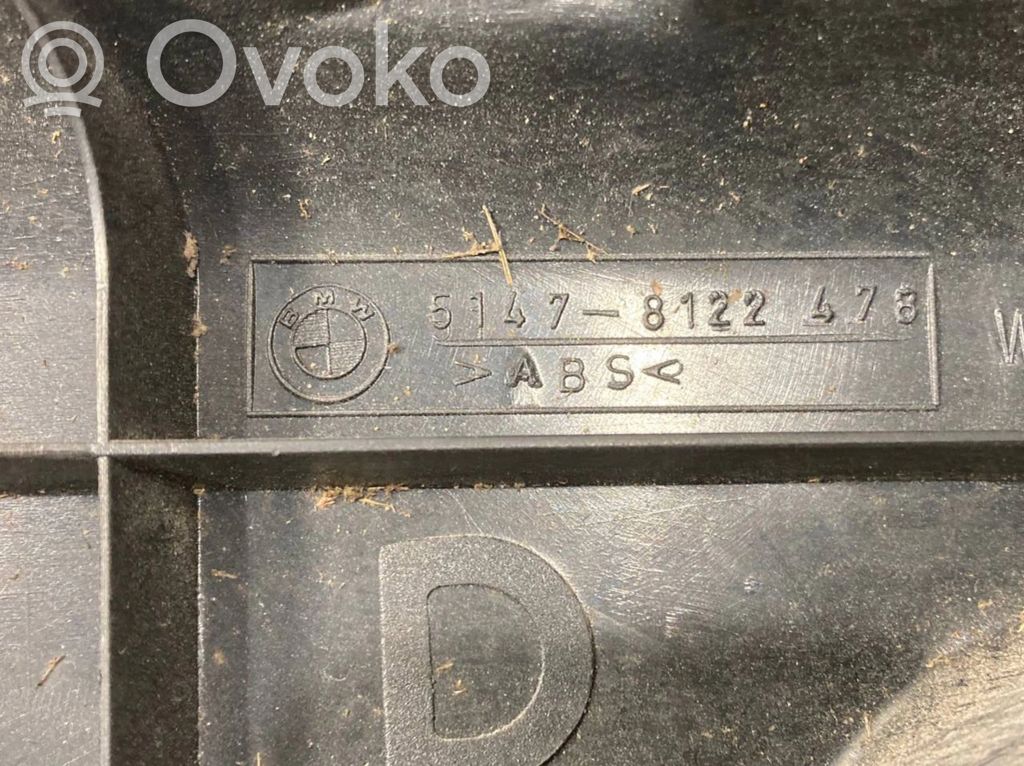 Ovoko
BMW
5147-8122 478
>ABS<
W
D